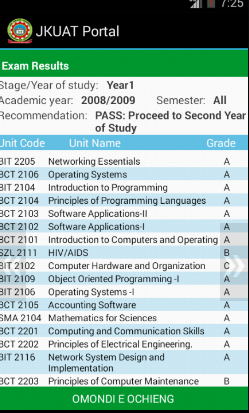 7:25
JKUAT Portal
Exam Results
Stage/Year of study: Year1
Academic year: 2008/2009 Semester: All
Recommendation: PASS: Proceed to Second Year
of Study
Unit Code Unit Name Grade
BIT 2205 Networking Essentials A
BCT 2106 Operating Systems A
BIT 2104 Introduction to Programming A
BCT 2104 Principles of Programming Languages A
BCT 2103 Software Applications-II A
BCT 2102 Software Applications-I A
BCT 2101 Introduction to Computers and Operating A
SZL 2111 HIV/AIDS B
BIT 2102 Computer Hardware and Organization A
BIT 2109 Object Oriented Programming -I A
BIT 2106 Operating Systems -I A
BCT 2105 Accounting Software A
SMA 2104 Mathematics for Sciences A
BCT 2201 Computing and Communication Skills A
BCT 2202 Principles of Electrical Engineering. A
BIT 2116 Network System Design and A
Implementation
BCT 2203 Principles of Computer Maintenance B
OMONDI E OCHIENG